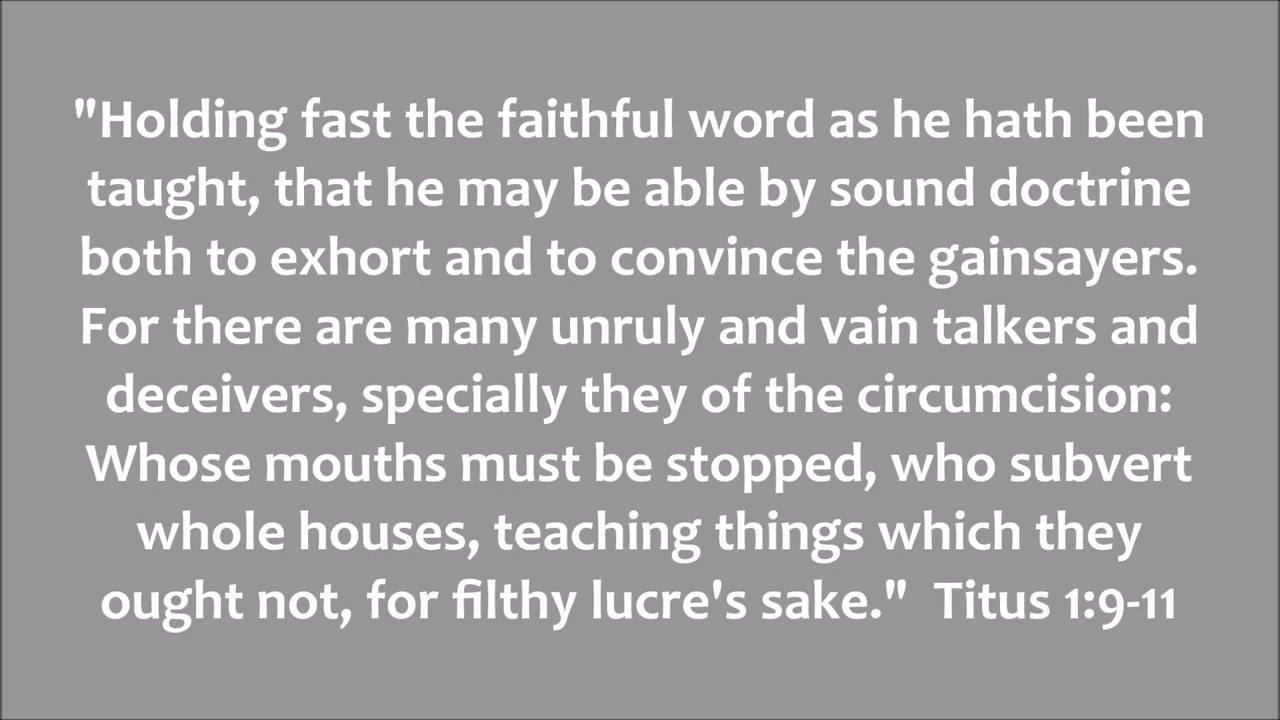 "Holding fast the faithful word as he hath been
taught, that he may be able by sound doctrine
both to exhort and to convince the gainsayers.
For there are many unruly and vain talkers and
deceivers, specially they of the circumcision:
Whose mouths must be stopped, who subvert
whole houses, teaching things which they
ought not, for filthy lucre's sake."  Titus 1:9-11